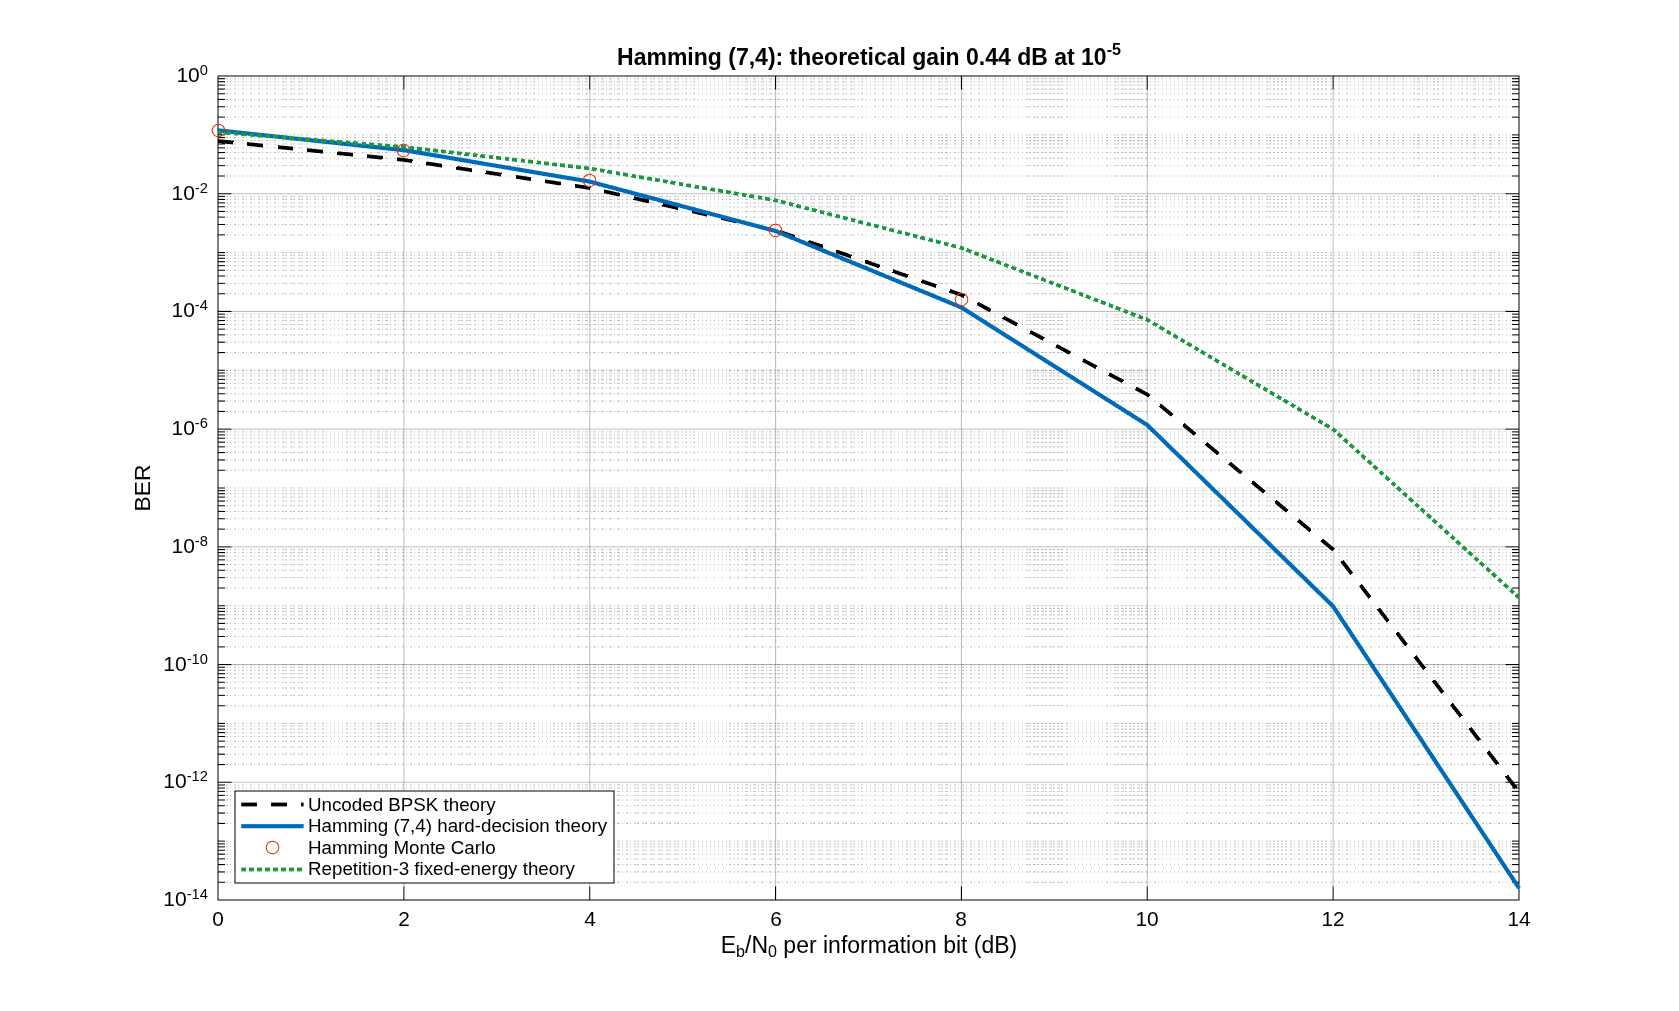 Hamming (7,4): theoretical gain 0.44 dB at 10^-5
10^0
10^-2
10^-4
10^-6
10^-8
10^-10
10^-12
10^-14
BER
Uncoded BPSK theory
Hamming (7,4) hard-decision theory
Hamming Monte Carlo
Repetition-3 fixed-energy theory
0 2 4 6 8 10 12 14
E_b/N_0 per information bit (dB)